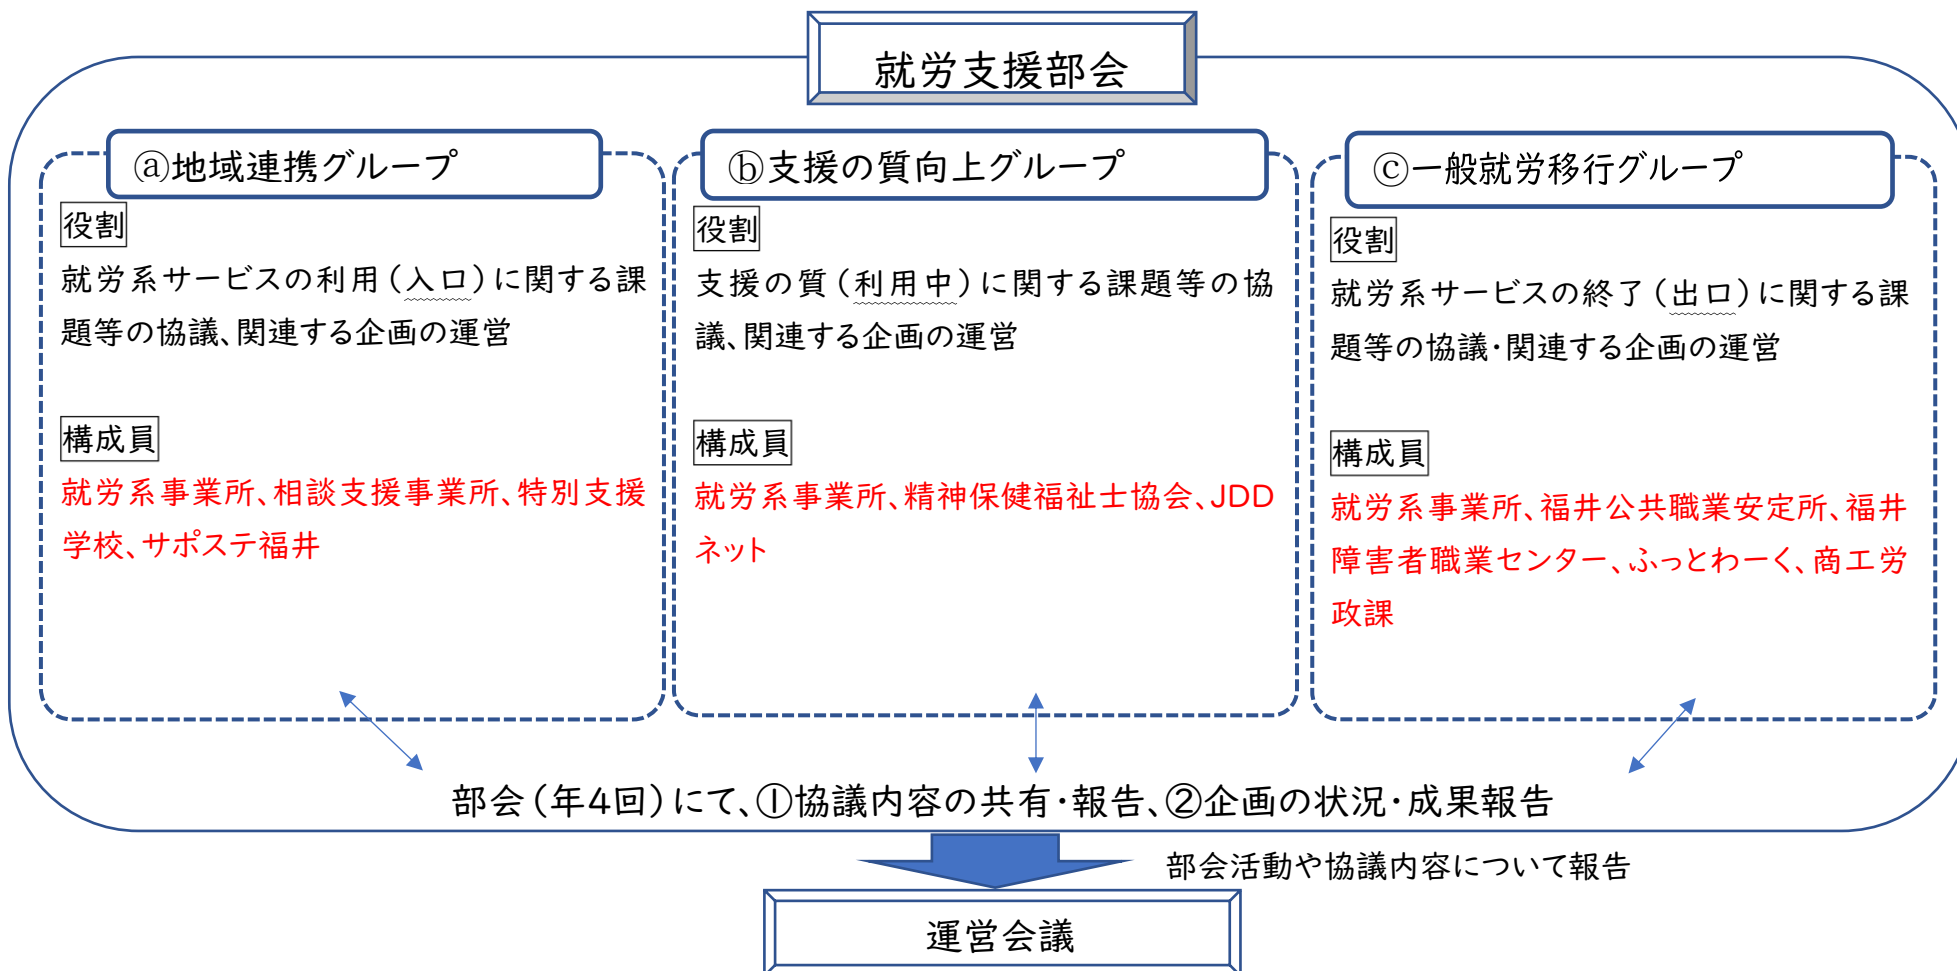 就労支援部会
ⓐ地域連携グループ
役割
就労系サービスの利用(入口)に関する課
題等の協議、関連する企画の運営
構成員
就労系事業所、相談支援事業所、特別支援
学校、サポステ福井
ⓑ支援の質向上グループ
役割
支援の質(利用中)に関する課題等の協
議、関連する企画の運営
構成員
就労系事業所、精神保健福祉士協会、JDD
ネット
ⓒ一般就労移行グループ
役割
就労系サービスの終了(出口)に関する課
題等の協議・関連する企画の運営
構成員
就労系事業所、福井公共職業安定所、福井
障害者職業センター、ふっとわーく、商工労
政課
部会(年4回)にて、①協議内容の共有・報告、②企画の状況・成果報告
部会活動や協議内容について報告
運営会議